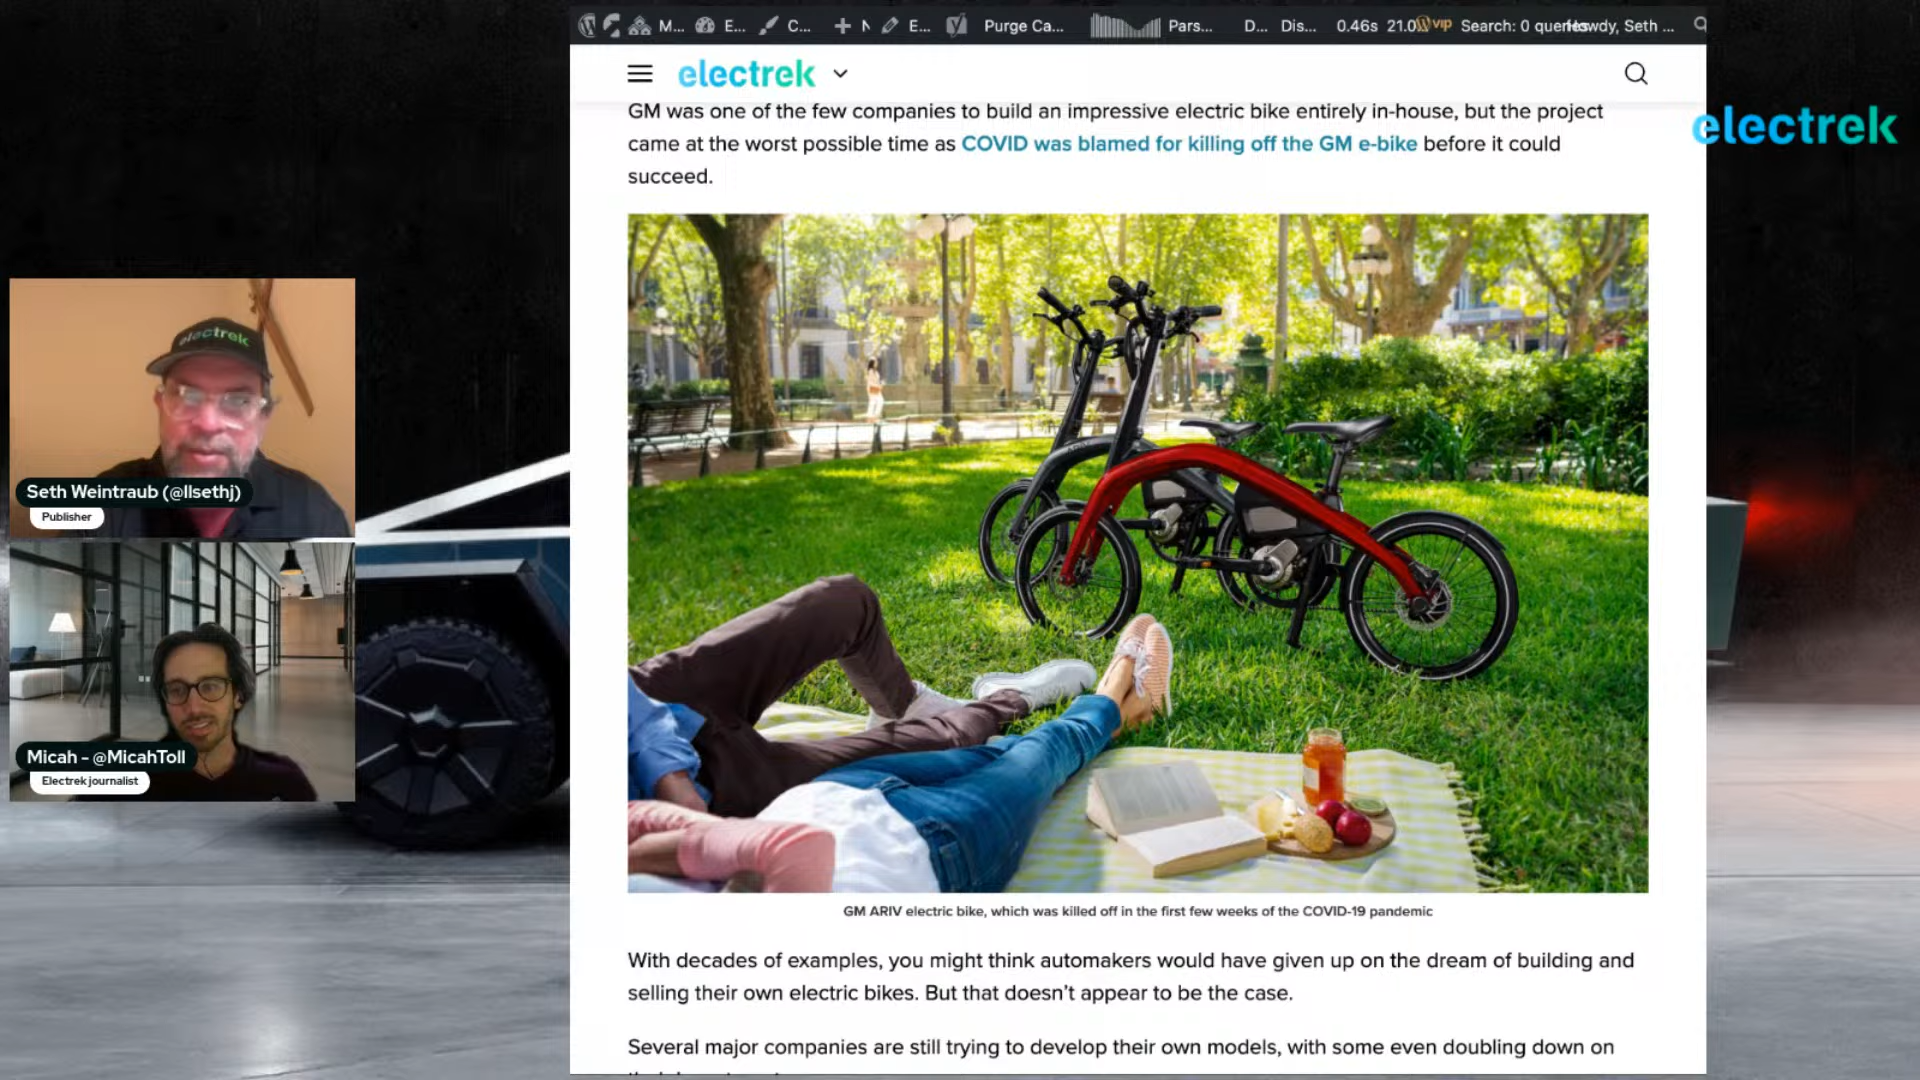 M... E... C... N E... Purge Ca... Pars... D... Dis... 0.46s 21.0 vip Search: 0 queries Howdy, Seth ...
electrek
electrek
GM was one of the few companies to build an impressive electric bike entirely in-house, but the project
came at the worst possible time as COVID was blamed for killing off the GM e-bike before it could
succeed.
electrek
Seth Weintraub (@llsethj)
Publisher
Micah - @MicahToll
Electrek journalist
GM ARIV electric bike, which was killed off in the first few weeks of the COVID-19 pandemic
With decades of examples, you might think automakers would have given up on the dream of building and
selling their own electric bikes. But that doesn't appear to be the case.
Several major companies are still trying to develop their own models, with some even doubling down on